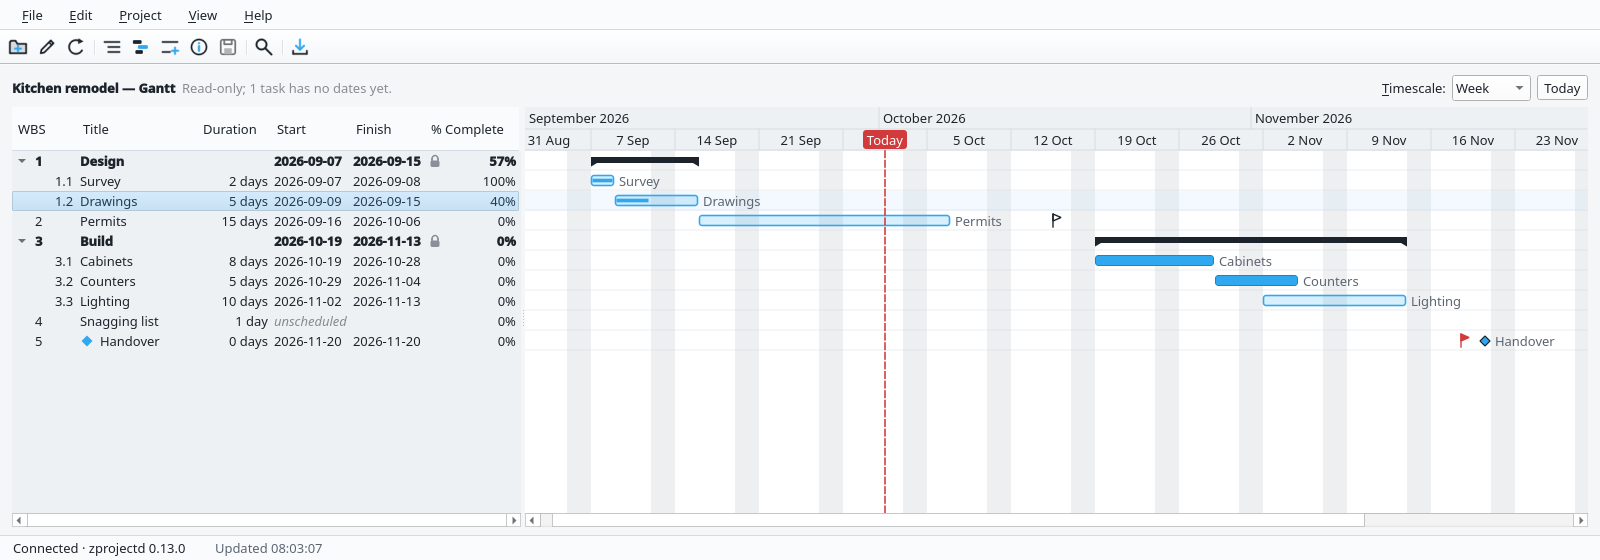 File Edit Project View Help
Kitchen remodel — Gantt Read-only; 1 task has no dates yet. Timescale: Week Today
WBS Title Duration Start Finish % Complete
September 2026 October 2026 November 2026
31 Aug 7 Sep 14 Sep 21 Sep Today 5 Oct 12 Oct 19 Oct 26 Oct 2 Nov 9 Nov 16 Nov 23 Nov
1 Design 2026-09-07 2026-09-15 57%
1.1 Survey 2 days 2026-09-07 2026-09-08 100% Survey
1.2 Drawings 5 days 2026-09-09 2026-09-15 40% Drawings
2 Permits 15 days 2026-09-16 2026-10-06 0% Permits
3 Build 2026-10-19 2026-11-13 0%
3.1 Cabinets 8 days 2026-10-19 2026-10-28 0% Cabinets
3.2 Counters 5 days 2026-10-29 2026-11-04 0% Counters
3.3 Lighting 10 days 2026-11-02 2026-11-13 0% Lighting
4 Snagging list 1 day unscheduled 0%
5 Handover 0 days 2026-11-20 2026-11-20 0% Handover
Connected · zprojectd 0.13.0 Updated 08:03:07